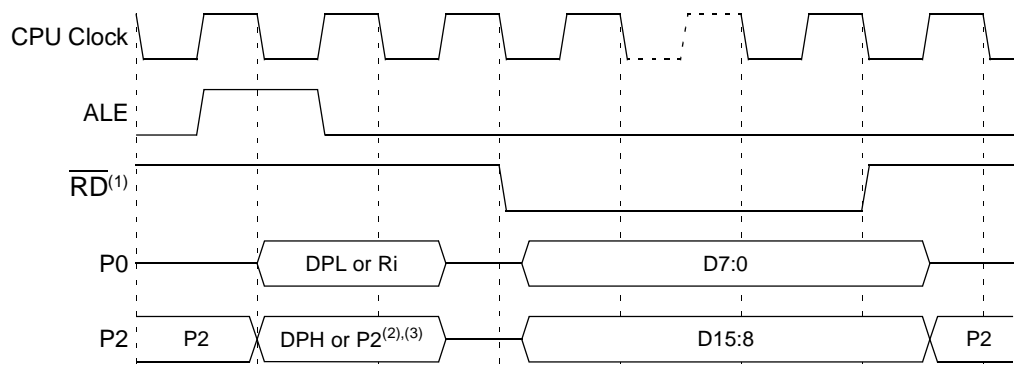 CPU Clock
ALE
RD(1)
P0 DPL or Ri D7:0
P2 P2 DPH or P2(2),(3) D15:8 P2